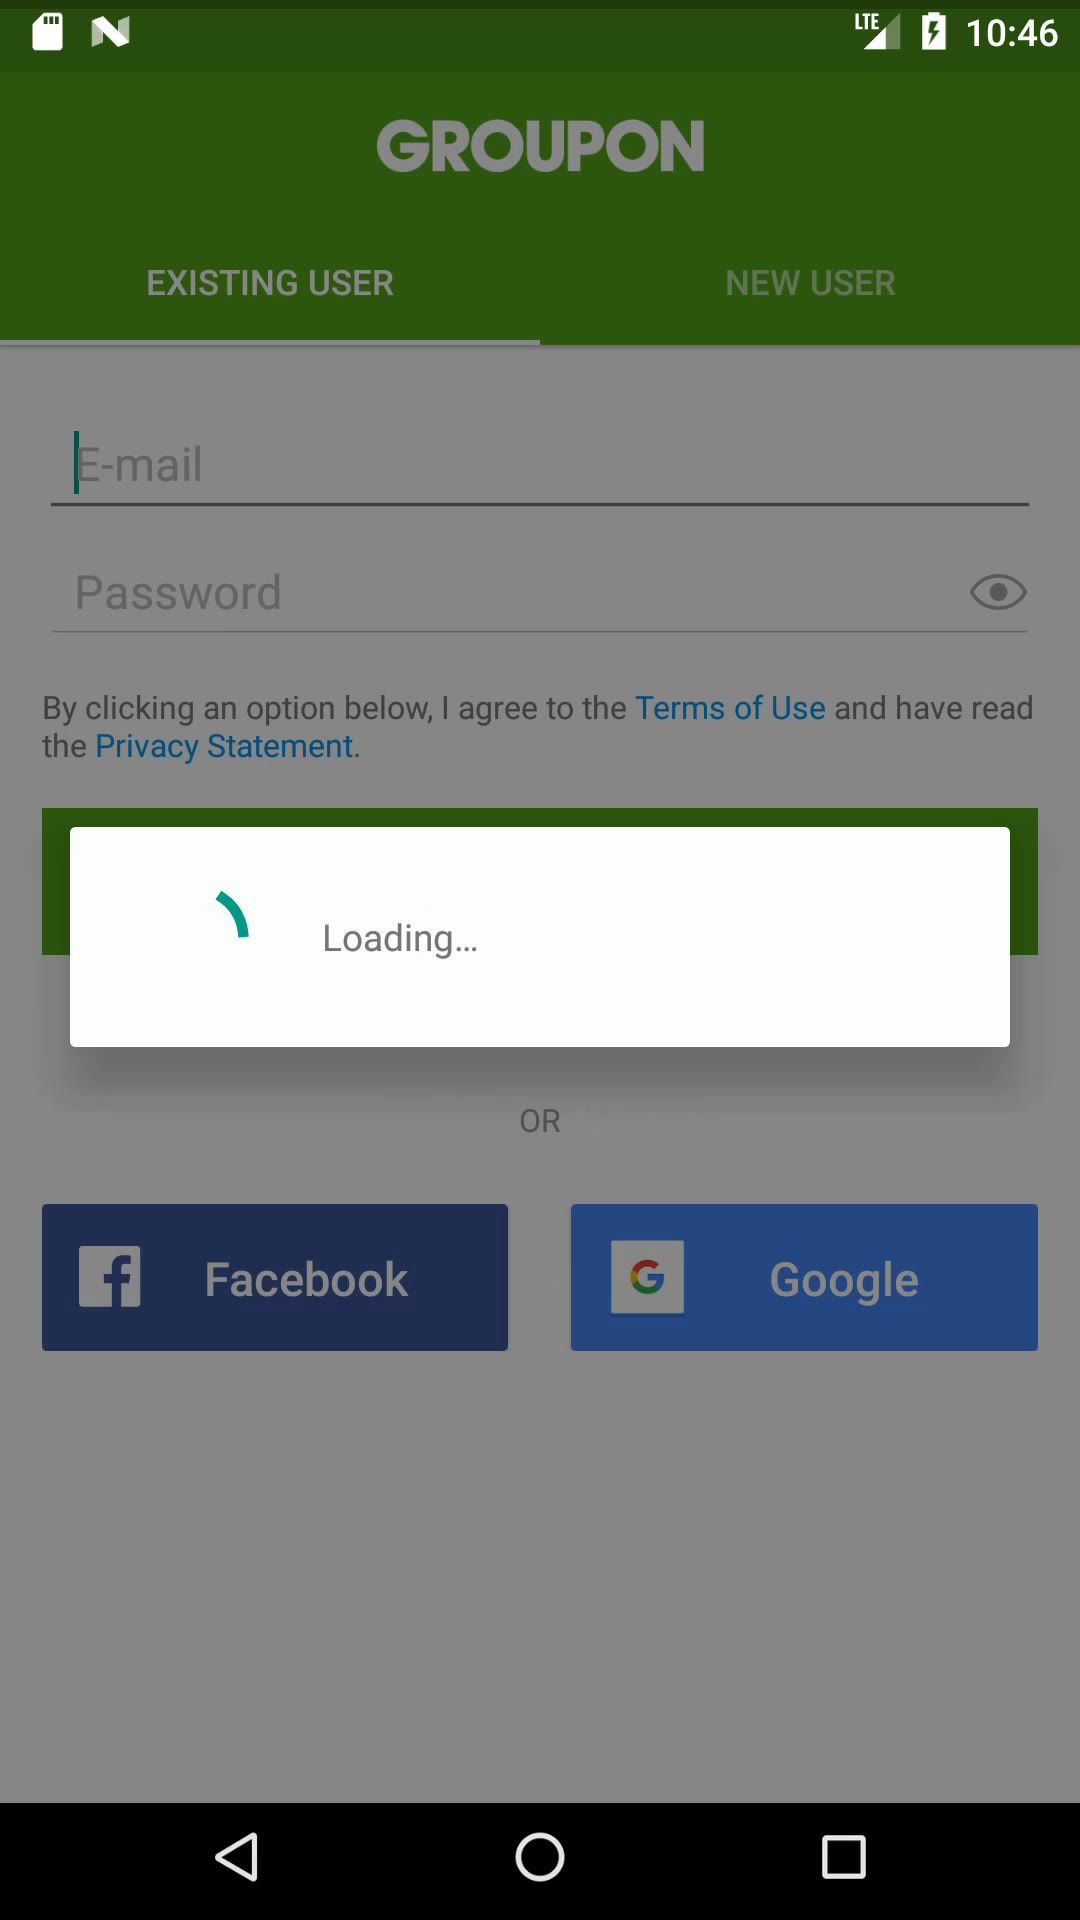 LTE 10:46
GROUPON
EXISTING USER NEW USER
E-mail
Password
By clicking an option below, I agree to the Terms of Use and have read
the Privacy Statement.
Loading...
OR
Facebook Google